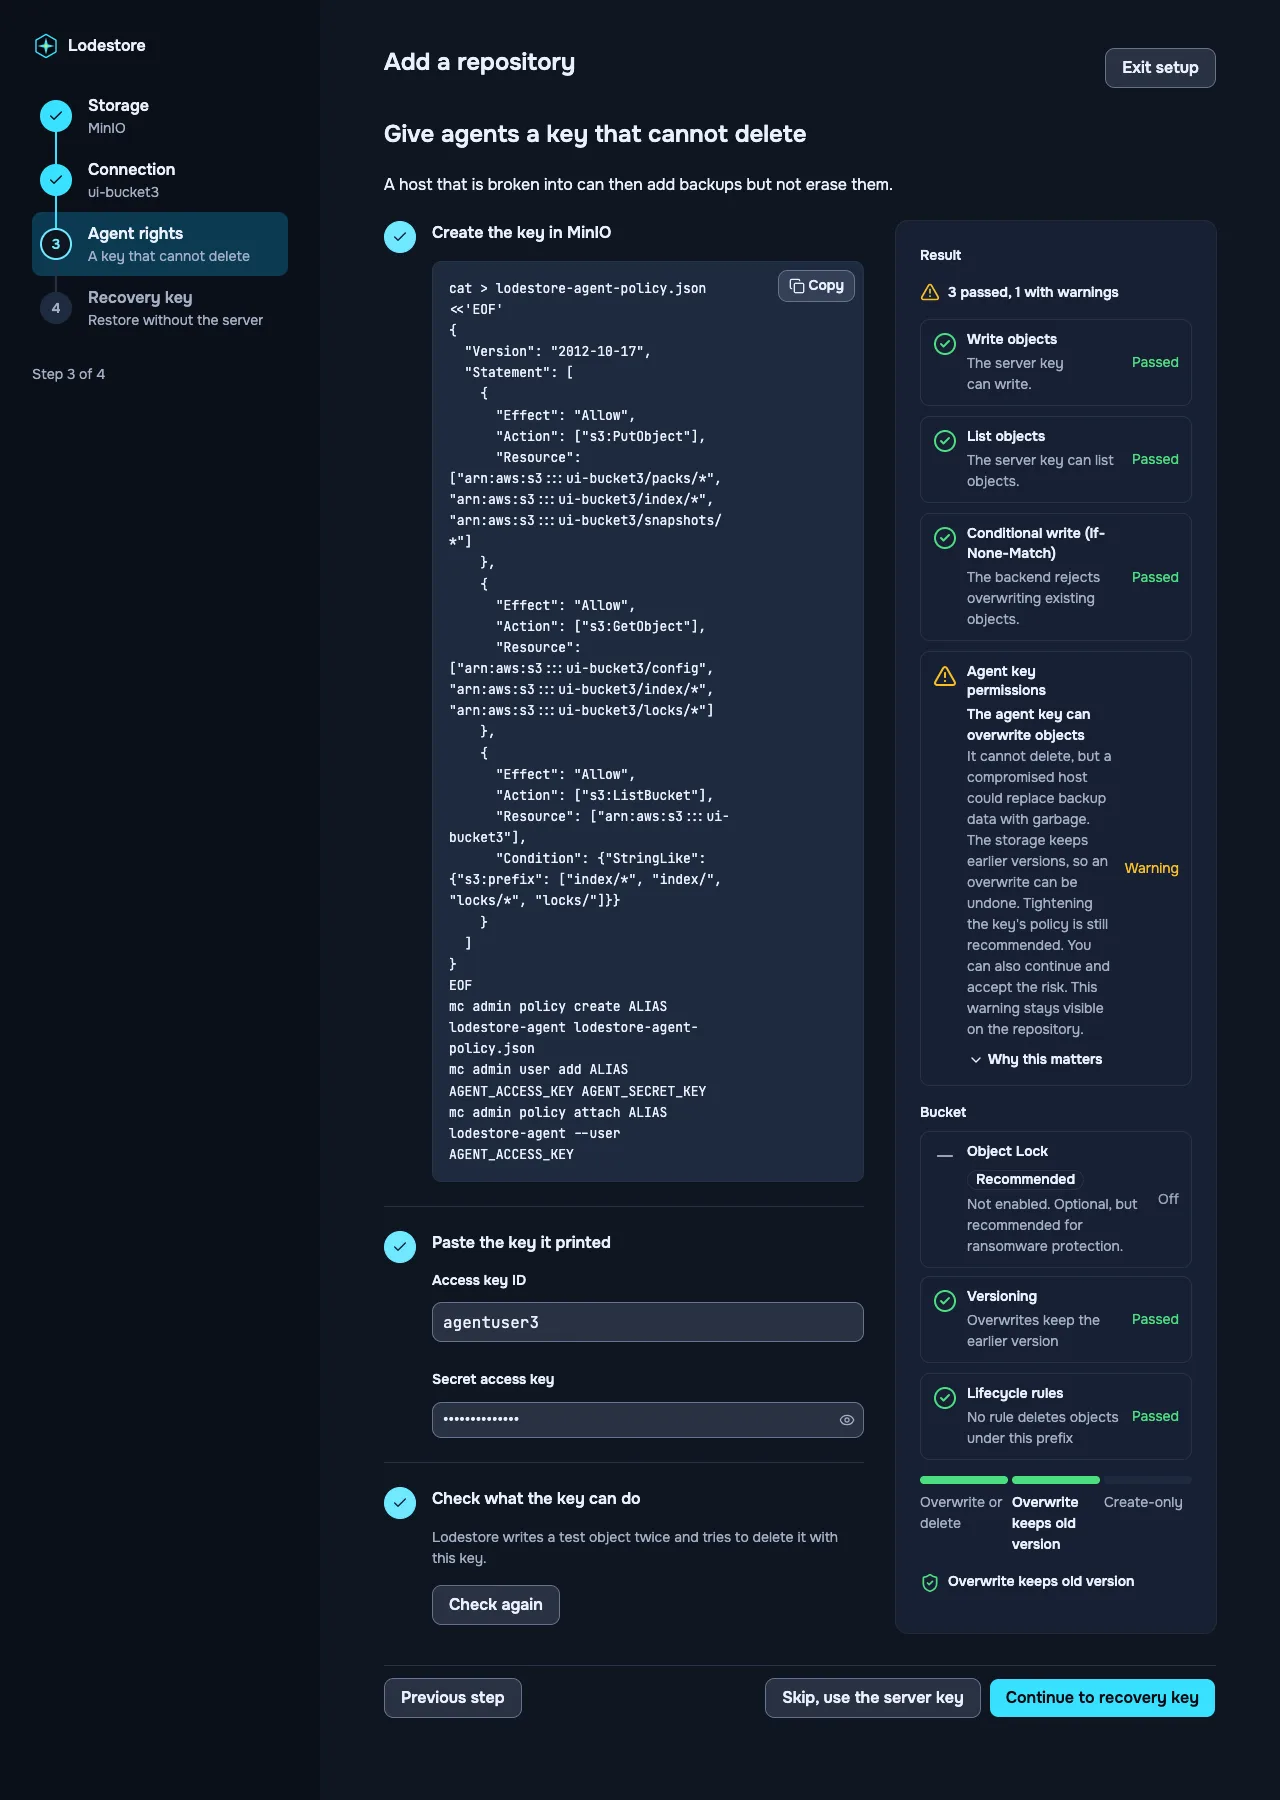 Lodestore
Storage
MinIO
Connection
ui-bucket3
3
Agent rights
A key that cannot delete
4
Recovery key
Restore without the server
Step 3 of 4
Add a repository
Exit setup
Give agents a key that cannot delete
A host that is broken into can then add backups but not erase them.
Create the key in MinIO
Copy
cat > lodestore-agent-policy.json
<<'EOF'
{
  "Version": "2012-10-17",
  "Statement": [
    {
      "Effect": "Allow",
      "Action": ["s3:PutObject"],
      "Resource":
["arn:aws:s3:::ui-bucket3/packs/*",
"arn:aws:s3:::ui-bucket3/index/*",
"arn:aws:s3:::ui-bucket3/snapshots/
*"]
    },
    {
      "Effect": "Allow",
      "Action": ["s3:GetObject"],
      "Resource":
["arn:aws:s3:::ui-bucket3/config",
"arn:aws:s3:::ui-bucket3/index/*",
"arn:aws:s3:::ui-bucket3/locks/*"]
    },
    {
      "Effect": "Allow",
      "Action": ["s3:ListBucket"],
      "Resource": ["arn:aws:s3:::ui-
bucket3"],
      "Condition": {"StringLike":
{"s3:prefix": ["index/*", "index/",
"locks/*", "locks/"]}}
    }
  ]
}
EOF
mc admin policy create ALIAS
lodestore-agent lodestore-agent-
policy.json
mc admin user add ALIAS
AGENT_ACCESS_KEY AGENT_SECRET_KEY
mc admin policy attach ALIAS
lodestore-agent --user
AGENT_ACCESS_KEY
Paste the key it printed
Access key ID
agentuser3
Secret access key
••••••••••••••
Check what the key can do
Lodestore writes a test object twice and tries to delete it with
this key.
Check again
Result
3 passed, 1 with warnings
Write objects
The server key
can write.
Passed
List objects
The server key can list
objects.
Passed
Conditional write (If-
None-Match)
The backend rejects
overwriting existing
objects.
Passed
Agent key
permissions
The agent key can
overwrite objects
It cannot delete, but a
compromised host
could replace backup
data with garbage.
The storage keeps
earlier versions, so an
overwrite can be
undone. Tightening
the key's policy is still
recommended. You
can also continue and
accept the risk. This
warning stays visible
on the repository.
Warning
Why this matters
Bucket
Object Lock
Recommended
Not enabled. Optional, but
recommended for
ransomware protection.
Off
Versioning
Overwrites keep the
earlier version
Passed
Lifecycle rules
No rule deletes objects
under this prefix
Passed
Overwrite or
delete
Overwrite
keeps old
version
Create-only
Overwrite keeps old version
Previous step
Skip, use the server key
Continue to recovery key